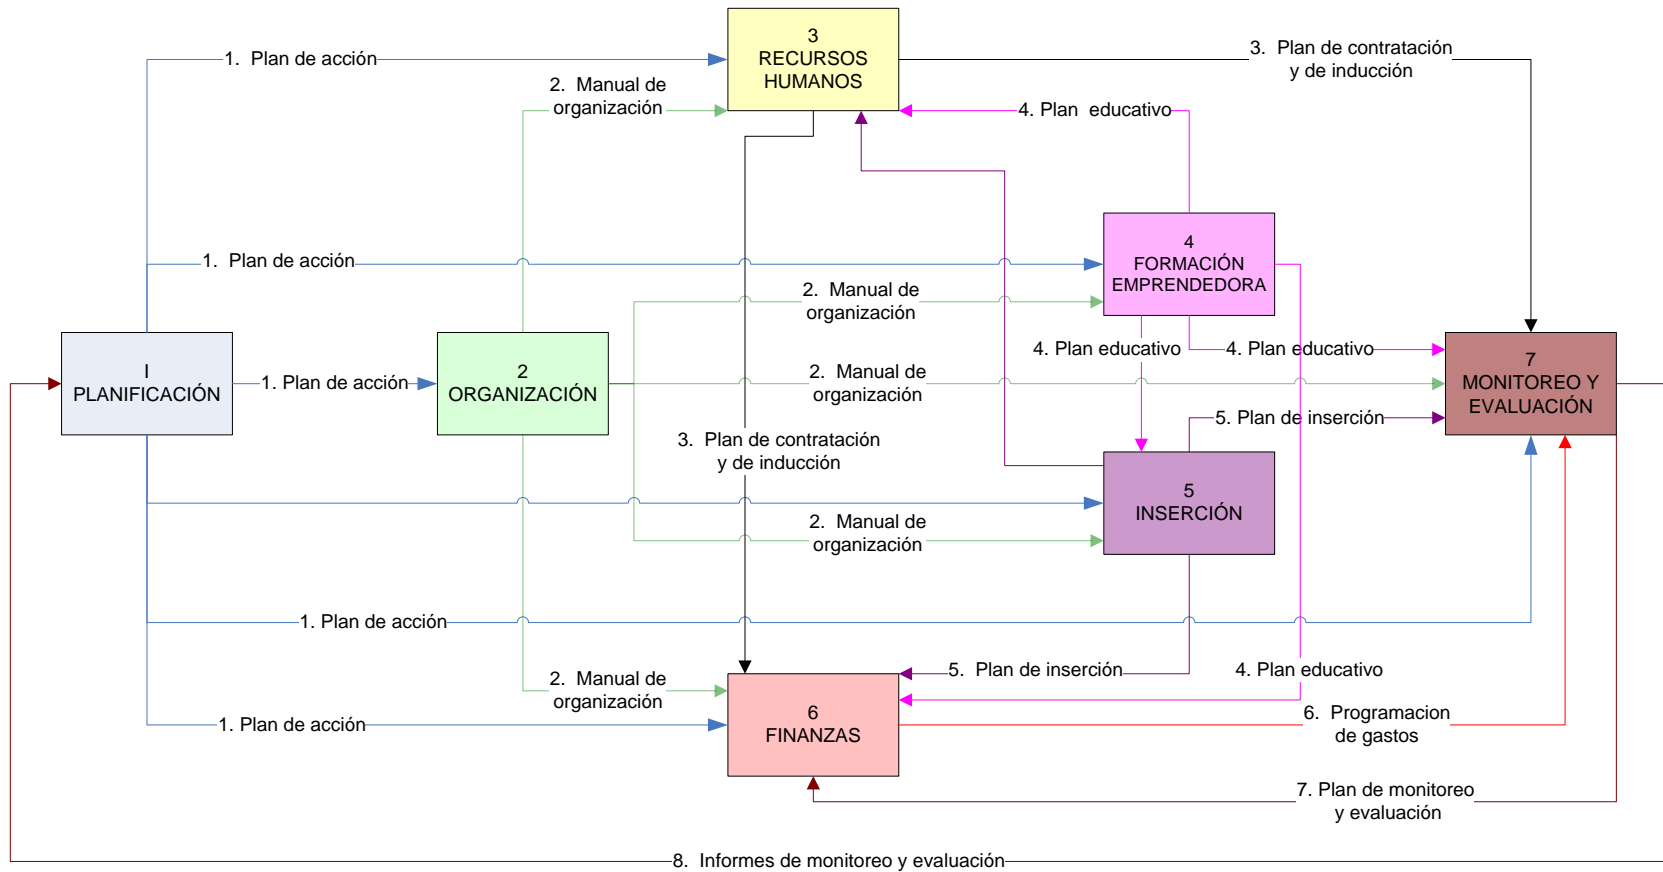 3
RECURSOS
HUMANOS
1.  Plan de acción
3.  Plan de contratación
y de inducción
2.  Manual de
organización
4. Plan  educativo
1.  Plan de acción
4
FORMACIÓN
EMPRENDEDORA
2.  Manual de
organización
I
PLANIFICACIÓN
1. Plan de acción
2
ORGANIZACIÓN
4. Plan educativo
4. Plan educativo
2.  Manual de
organización
7
MONITOREO Y
EVALUACIÓN
5. Plan de inserción
3.  Plan de contratación
y de inducción
5
INSERCIÓN
2.  Manual de
organización
1. Plan de acción
5.  Plan de inserción
4. Plan educativo
2.  Manual de
organización
1. Plan de acción
6
FINANZAS
6.  Programacion
de gastos
7. Plan de monitoreo
y evaluación
8.  Informes de monitoreo y evaluación